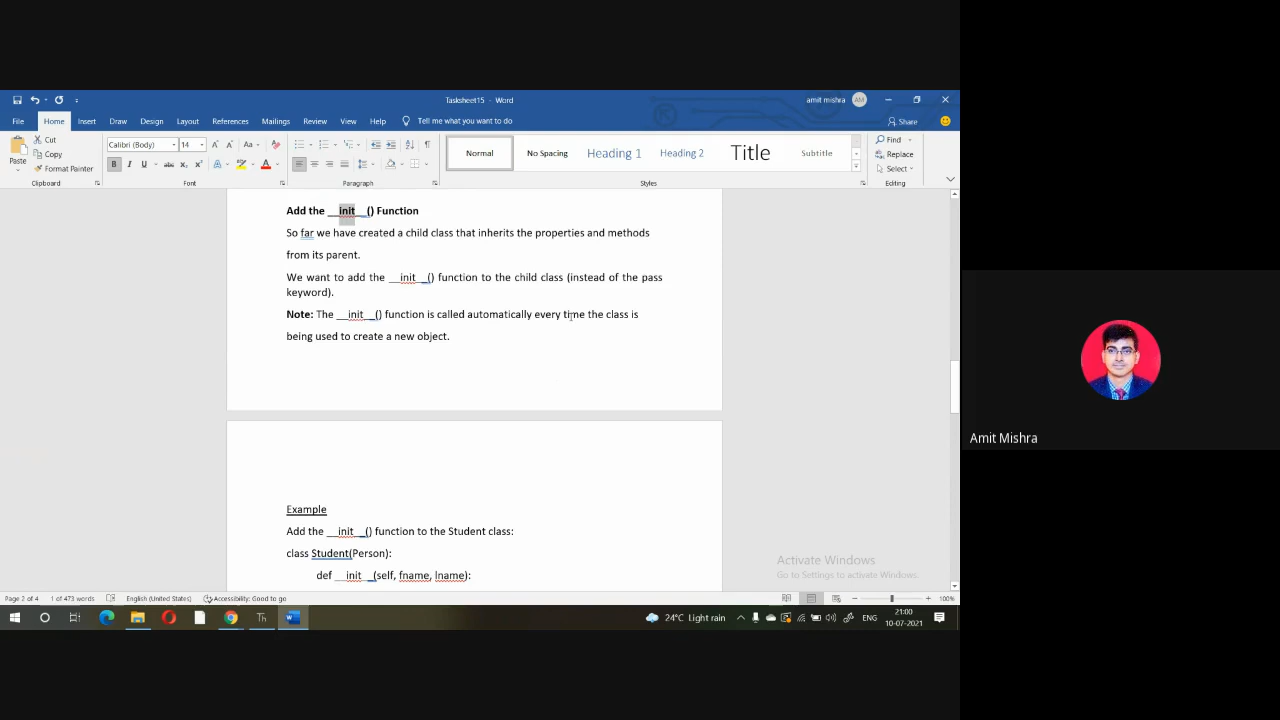 Tasksheet15 - Word
amit mishra AM
File Home Insert Draw Design Layout References Mailings Review View Help Tell me what you want to do Share
Paste Cut Copy Format Painter Clipboard
Calibri (Body) 14 Font
Paragraph
Normal No Spacing Heading 1 Heading 2 Title Subtitle Styles
Find Replace Select Editing
Add the __init__() Function
So far we have created a child class that inherits the properties and methods
from its parent.
We want to add the __init__() function to the child class (instead of the pass
keyword).
Note: The __init__() function is called automatically every time the class is
being used to create a new object.
Example
Add the __init__() function to the Student class:
class Student(Person):
def __init__(self, fname, lname):
Activate Windows
Go to Settings to activate Windows.
Page 2 of 4 1 of 473 words English (United States) Accessibility: Good to go 100%
24°C Light rain ENG 21:00
10-07-2021
Amit Mishra